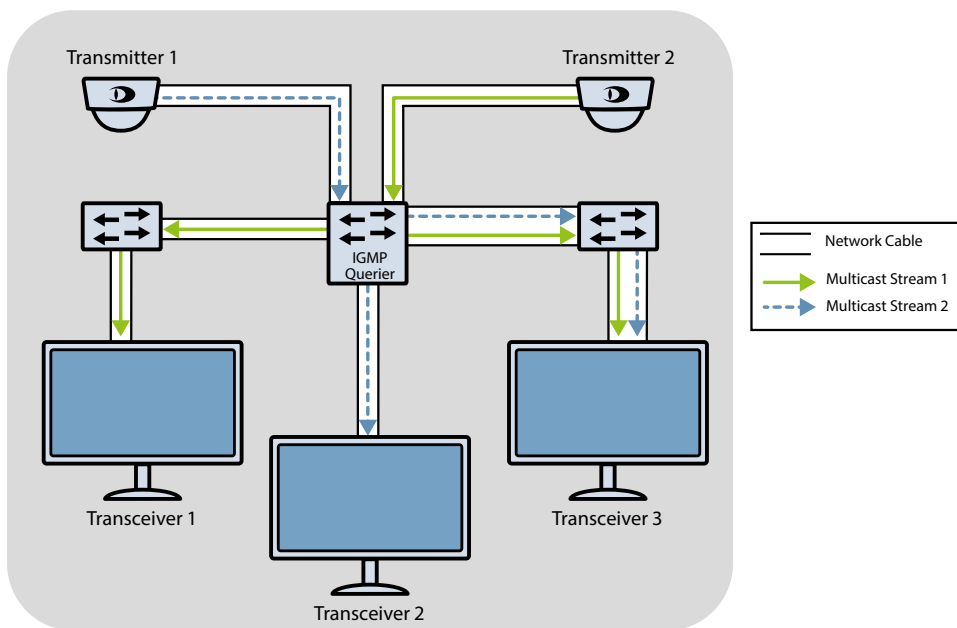 Transmitter 1
Transmitter 2
IGMP
Querier
Network Cable
Multicast Stream 1
Multicast Stream 2
Transceiver 1
Transceiver 3
Transceiver 2